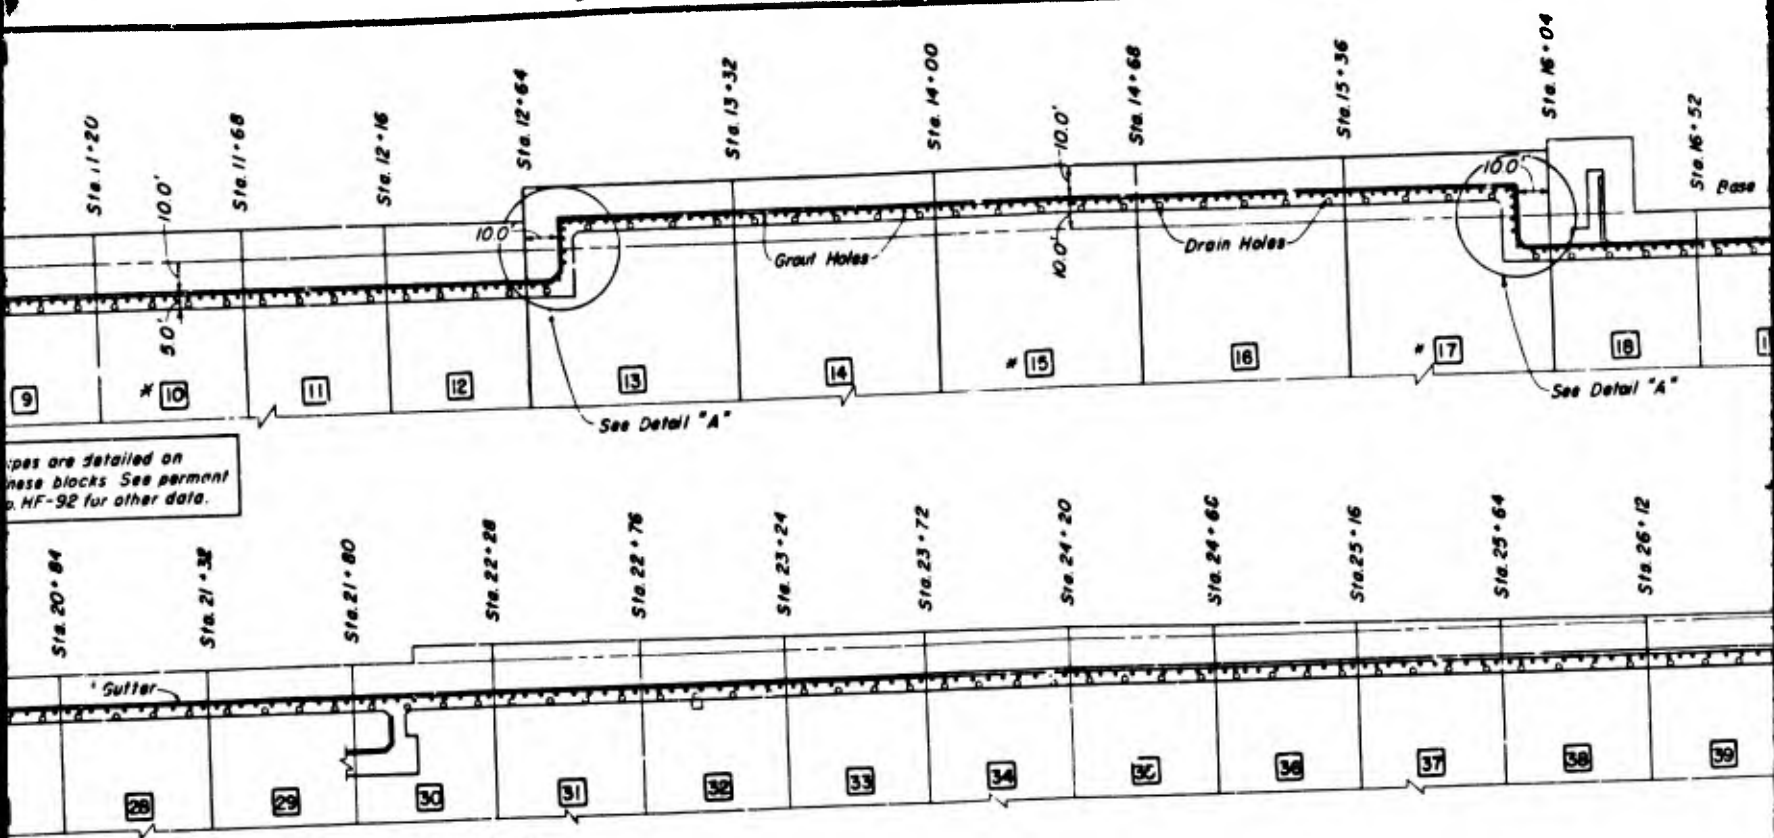 Sta. 11+20
Sta. 11+68
Sta. 12+16
Sta. 12+64
Sta. 13+32
Sta. 14+00
Sta. 14+68
Sta. 15+36
Sta. 16+04
Sta. 16+52
Base
10.0'
5.0'
10.0'
10.0'
10.0'
10.0'
Grout Holes
Drain Holes
9
* 10
11
12
13
14
* 15
16
* 17
18
See Detail "A"
See Detail "A"
pes are detailed on
hese blocks See perment
o. HF-92 for other data.
Sta. 20+84
Sta. 21+32
Sta. 21+80
Sta. 22+28
Sta. 22+76
Sta. 23+24
Sta. 23+72
Sta. 24+20
Sta. 25+16
Sta. 25+64
Sta. 26+12
Gutter
28
29
30
31
32
33
34
36
37
38
39